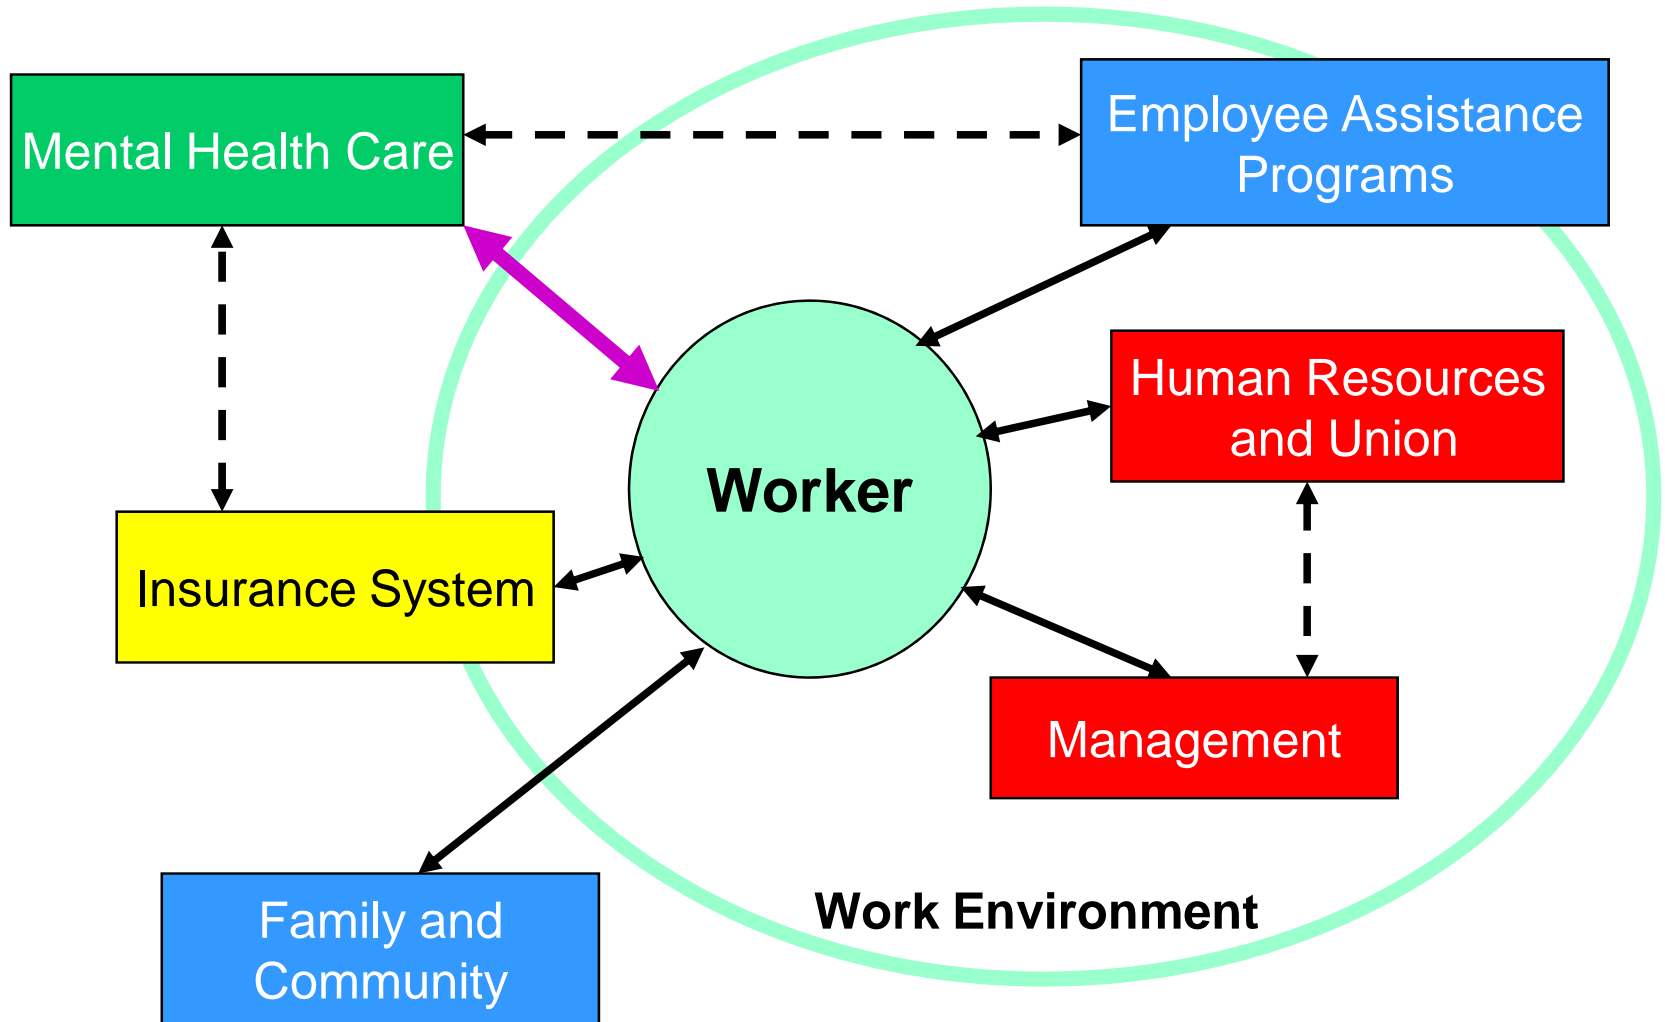 Mental Health Care
Employee Assistance
Programs
Human Resources
and Union
Worker
Insurance System
Management
Work Environment
Family and
Community